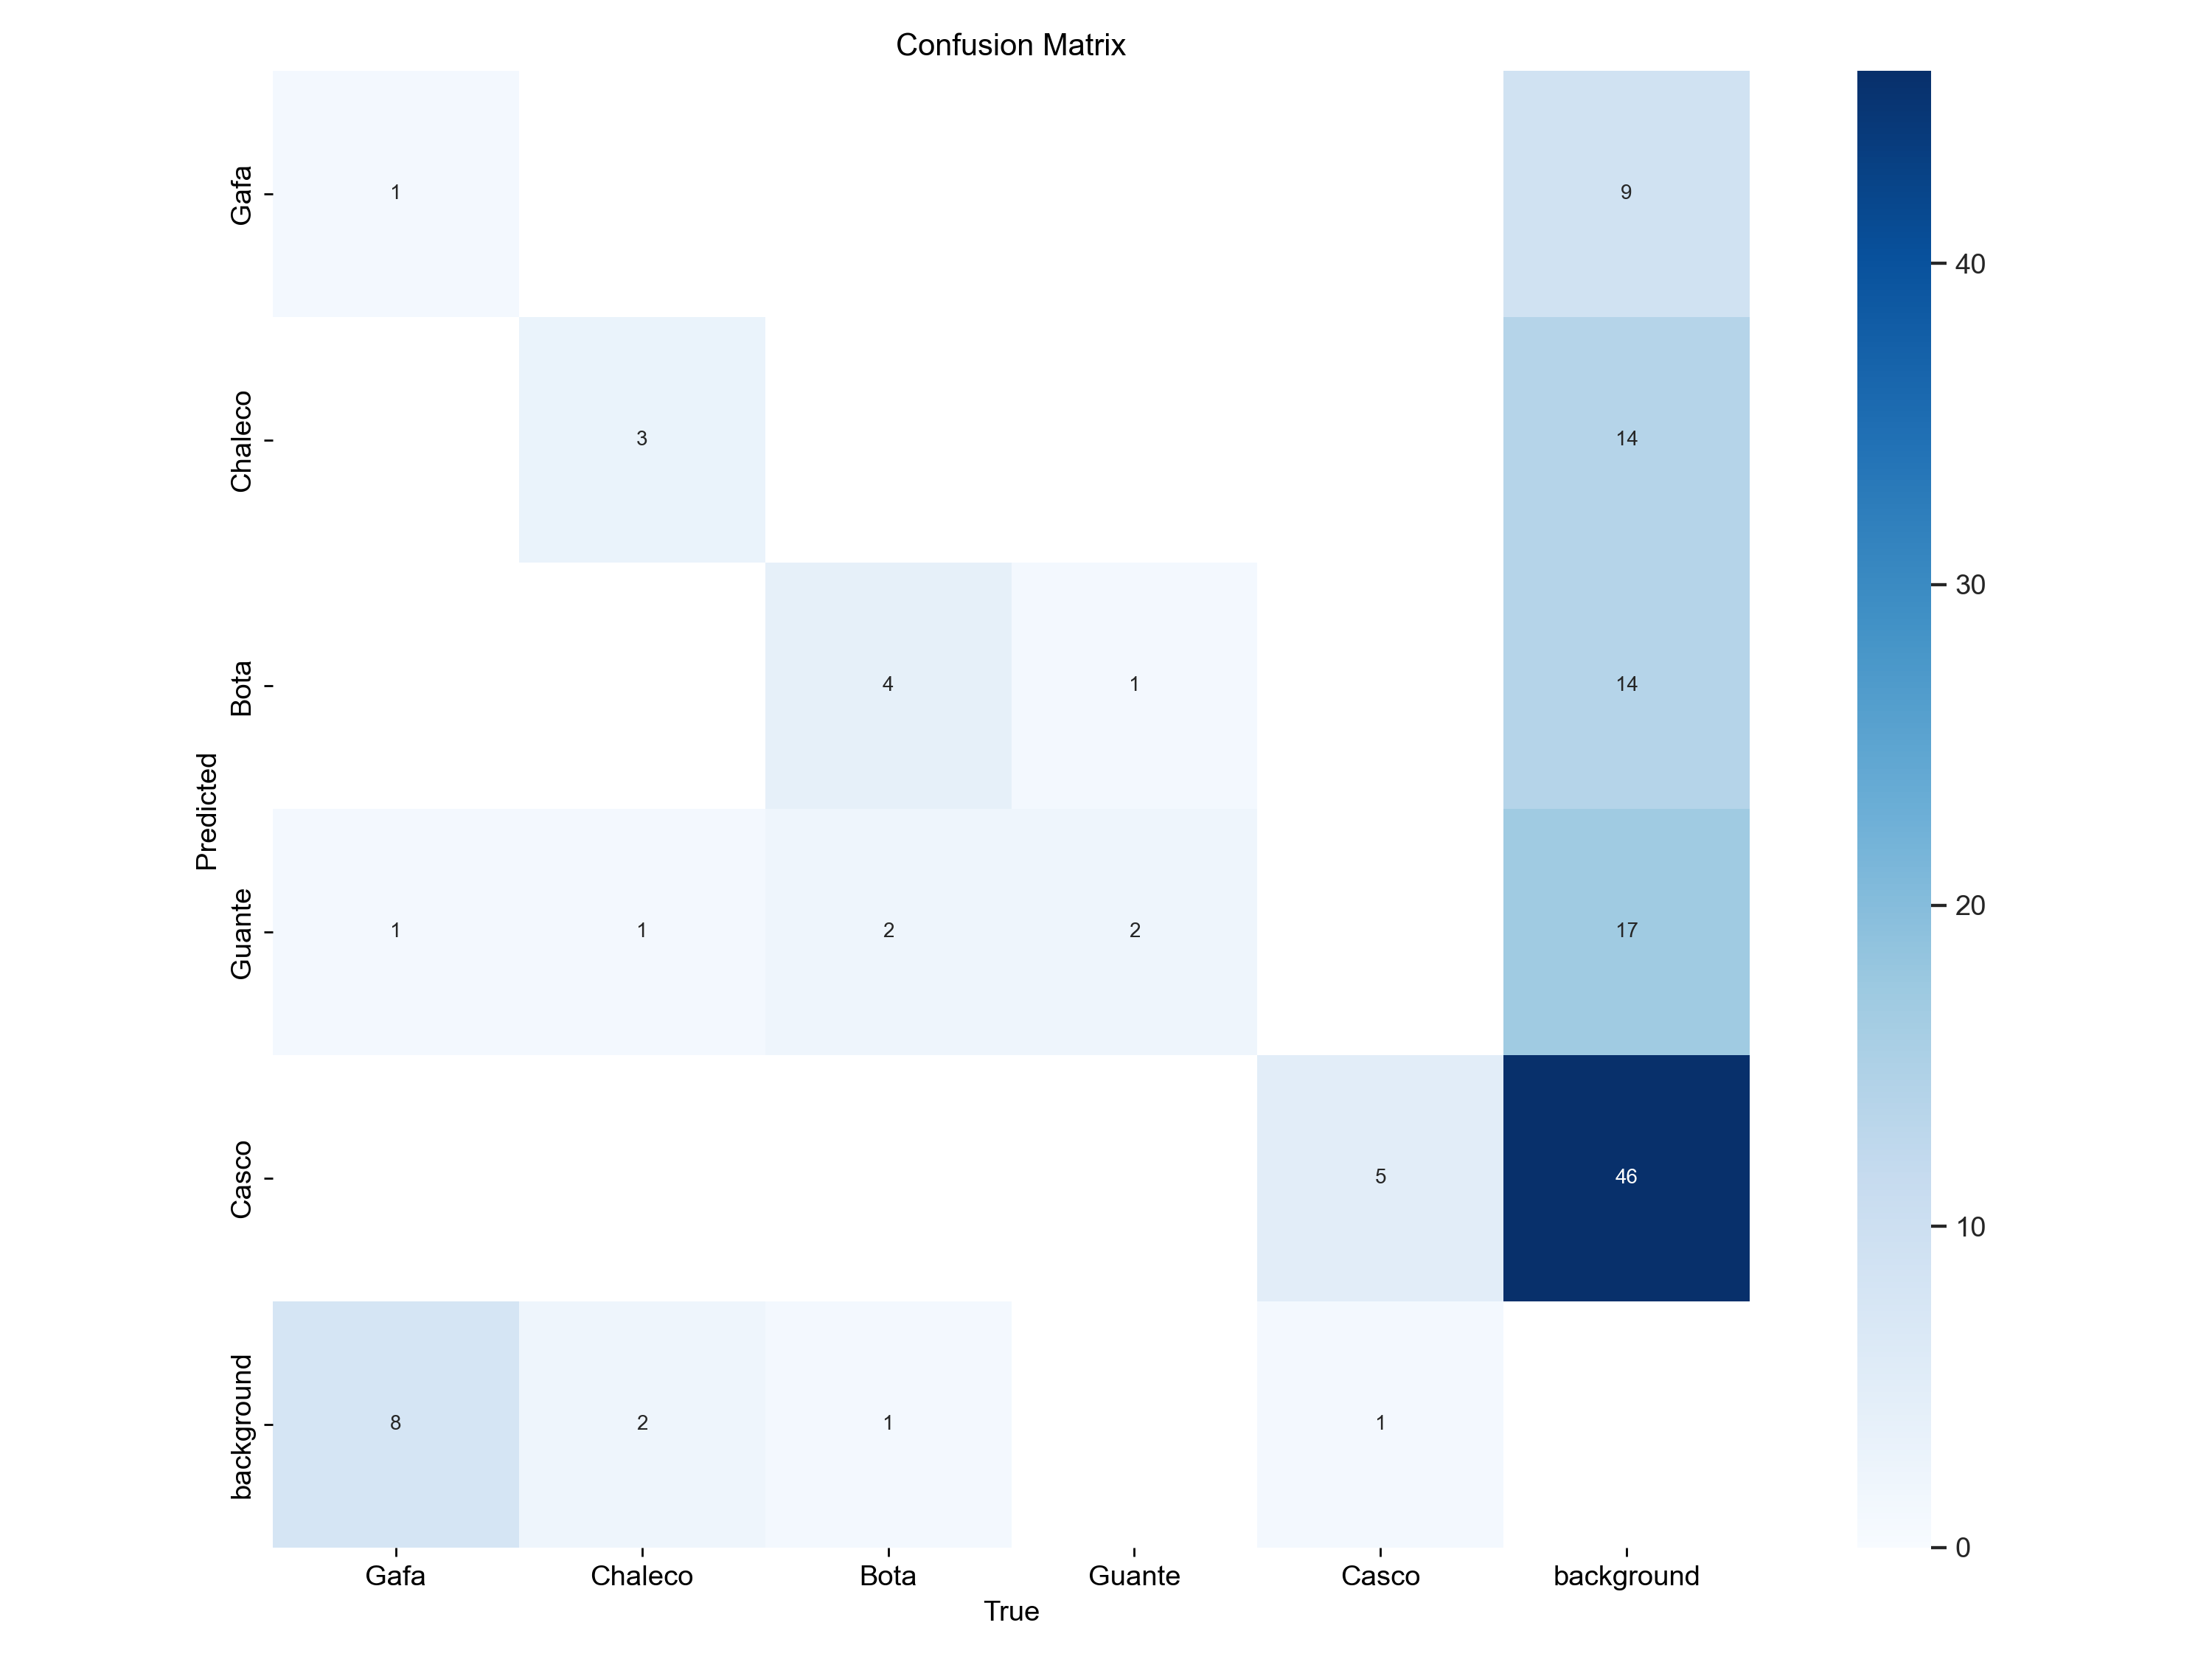 Confusion Matrix
Gafa
1
9
40
Chaleco
3
14
30
Bota
4
1
14
Predicted
20
Guante
1
1
2
2
17
Casco
5
46
10
background
8
2
1
1
0
Gafa Chaleco Bota Guante Casco background
True